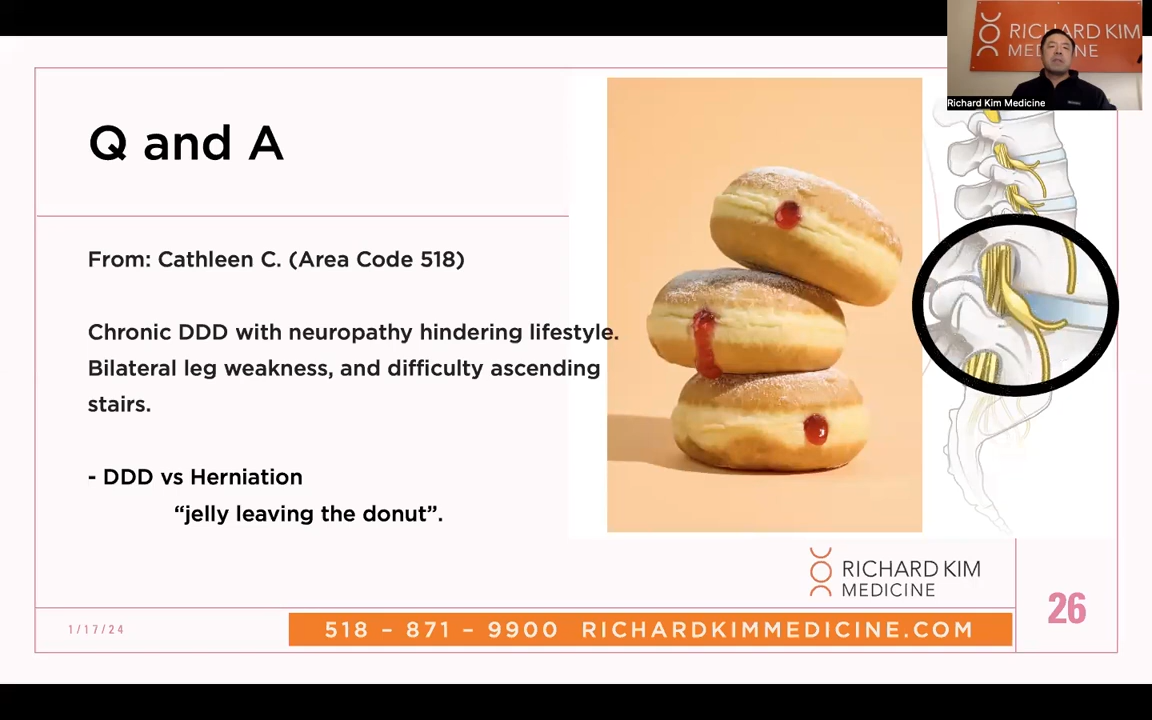 RICHARD KIM
MEDICINE
Richard Kim Medicine
Q and A
From: Cathleen C. (Area Code 518)
Chronic DDD with neuropathy hindering lifestyle.
Bilateral leg weakness, and difficulty ascending
stairs.
- DDD vs Herniation
“jelly leaving the donut”.
RICHARD KIM
MEDICINE
1/17/24
518 – 871 – 9900 RICHARDKIMMEDICINE.COM
26